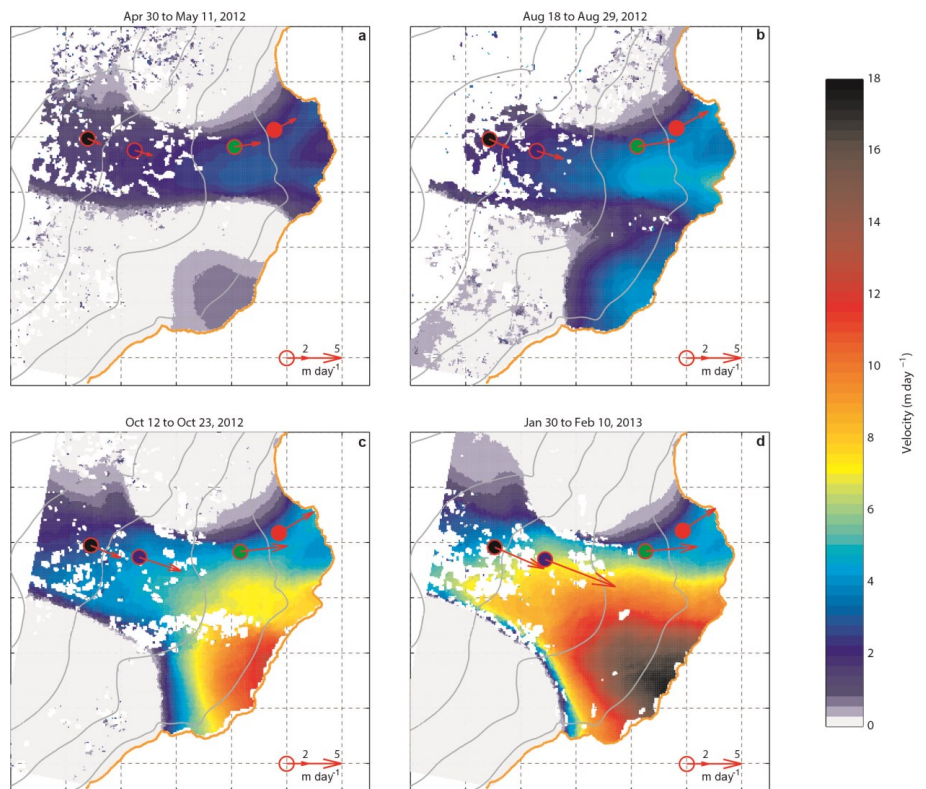 Apr 30 to May 11, 2012
a
2 5
m day-1
Aug 18 to Aug 29, 2012
b
2 5
m day-1
Oct 12 to Oct 23, 2012
c
2 5
m day-1
Jan 30 to Feb 10, 2013
d
2 5
m day-1
18
16
14
12
10
8
6
4
2
0
Velocity (m day −1)